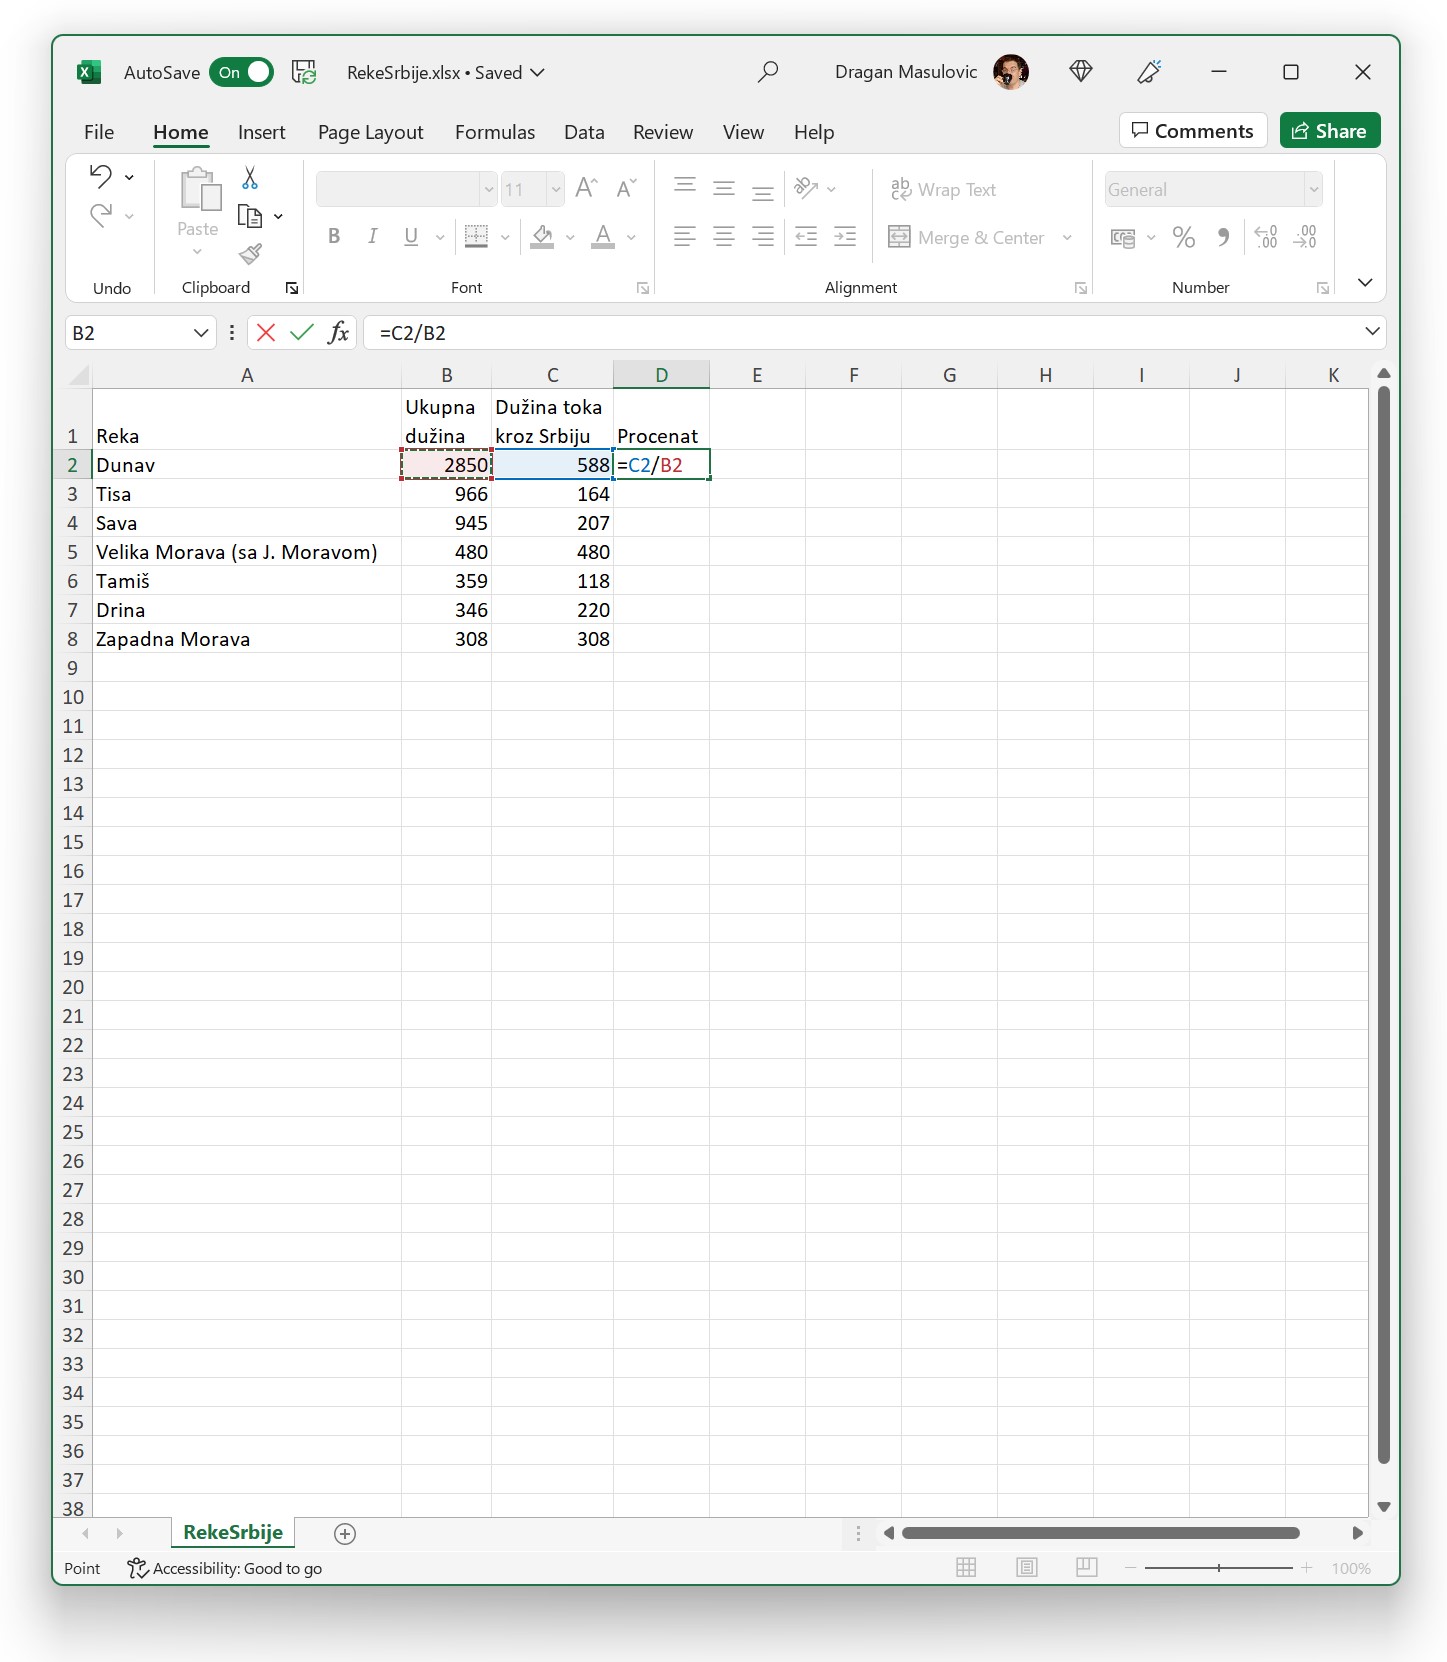 AutoSave On RekeSrbije.xlsx • Saved Dragan Masulovic
File Home Insert Page Layout Formulas Data Review View Help Comments Share
Paste
11
B I U
A
ab Wrap Text
Merge & Center
General
% 
Undo Clipboard Font Alignment Number
B2 fx =C2/B2
A B C D E F G H I J K
Ukupna Dužina toka
1 Reka dužina kroz Srbiju Procenat
2 Dunav 2850 588 =C2/B2
3 Tisa 966 164
4 Sava 945 207
5 Velika Morava (sa J. Moravom) 480 480
6 Tamiš 359 118
7 Drina 346 220
8 Zapadna Morava 308 308
9
10
11
12
13
14
15
16
17
18
19
20
21
22
23
24
25
26
27
28
29
30
31
32
33
34
35
36
37
38
RekeSrbije
Point Accessibility: Good to go 100%